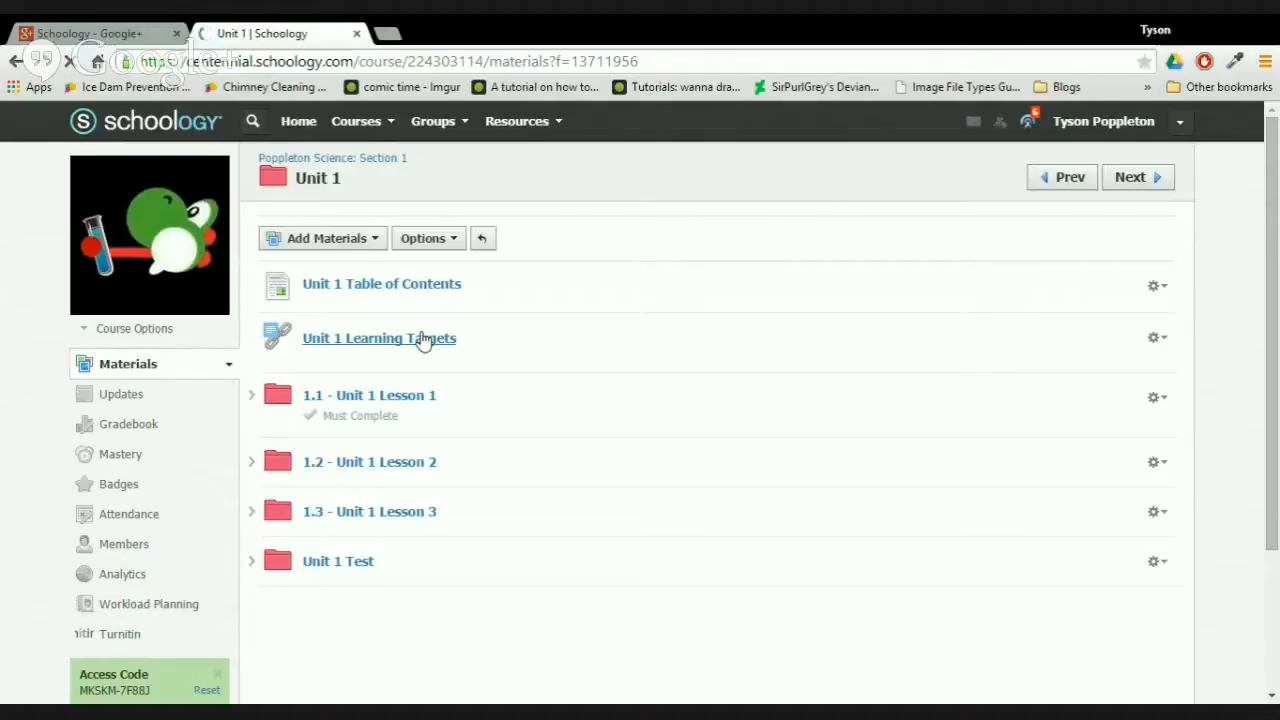 Schoology - Google+
Unit 1 | Schoology
Tyson
Google+
https://centennial.schoology.com/course/224303114/materials?f=13711956
Apps
Ice Dam Prevention ...
Chimney Cleaning ...
comic time - Imgur
A tutorial on how to...
Tutorials: wanna dra...
SirPurlGrey's Devian...
Image File Types Gu...
Blogs
»
Other bookmarks
S schoology
Home
Courses
Groups
Resources
6
Tyson Poppleton
Poppleton Science: Section 1
Unit 1
Prev
Next
Add Materials
Options
Unit 1 Table of Contents
Unit 1 Learning Targets
1.1 - Unit 1 Lesson 1
Must Complete
1.2 - Unit 1 Lesson 2
1.3 - Unit 1 Lesson 3
Unit 1 Test
Course Options
Materials
Updates
Gradebook
Mastery
Badges
Attendance
Members
Analytics
Workload Planning
Turnitin
Access Code
MKSKM-7F88J
Reset